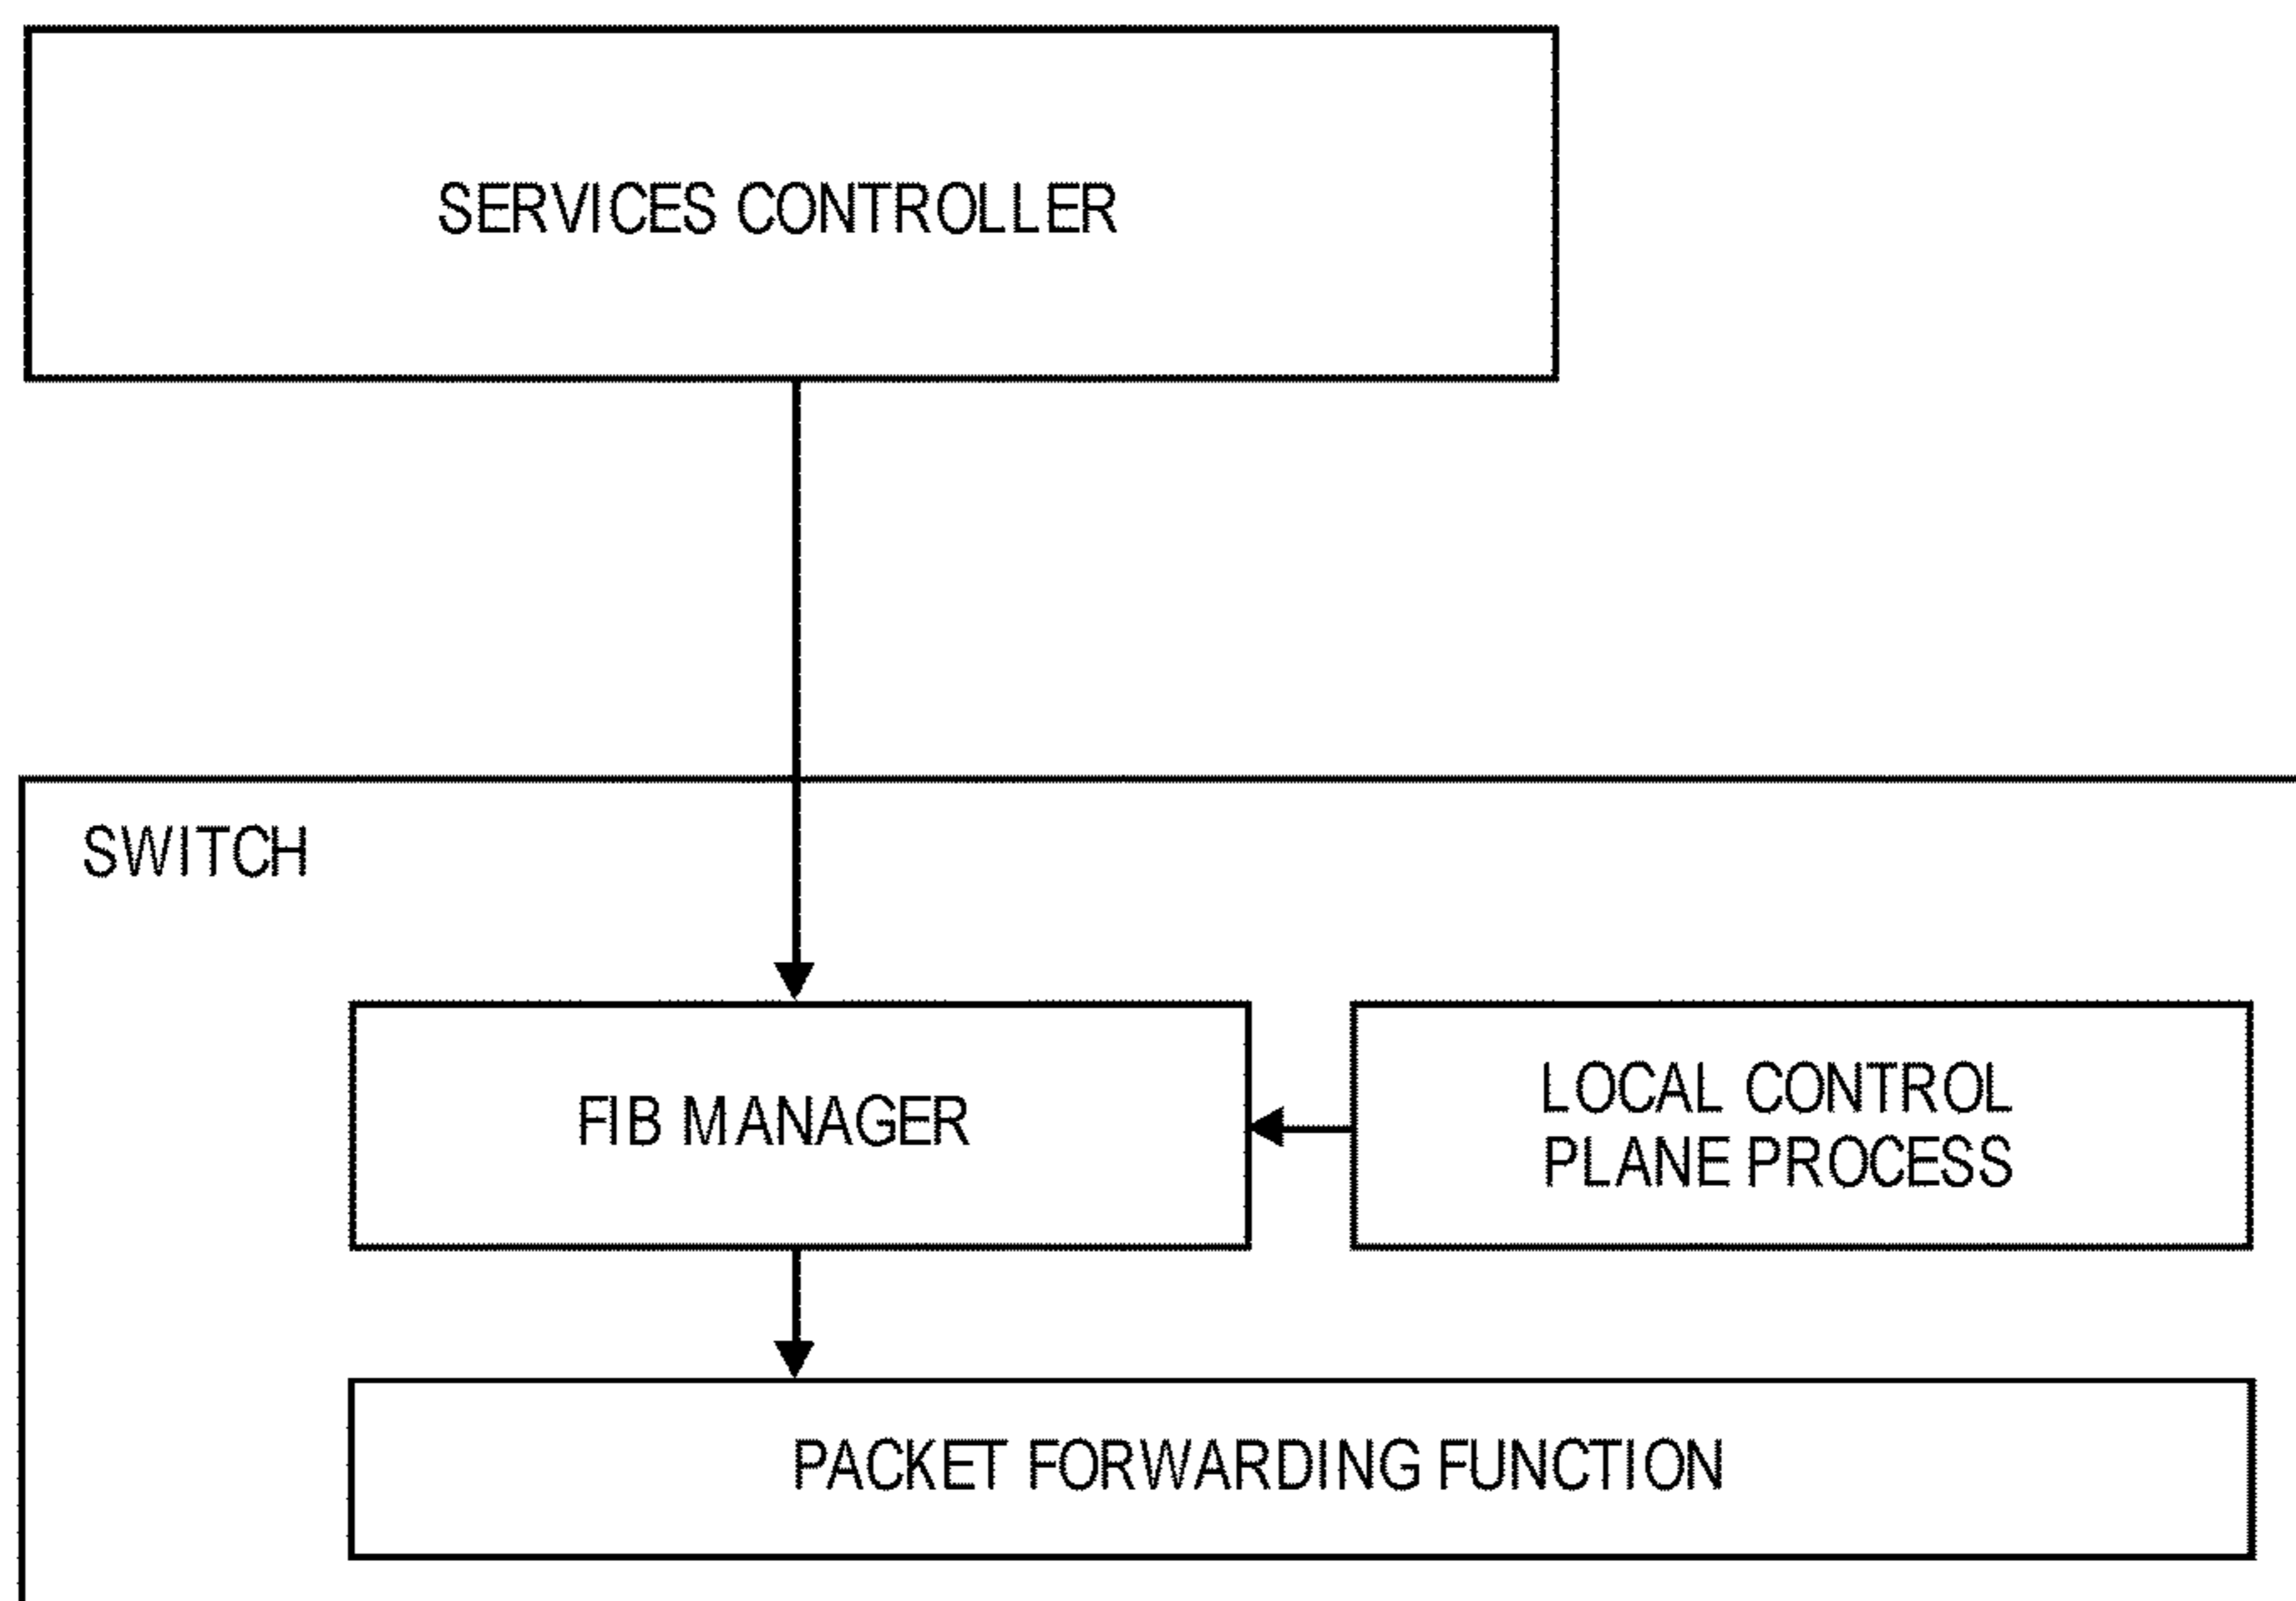 SERVICES CONTROLLER
SWITCH
FIB MANAGER
LOCAL CONTROL
PLANE PROCESS
PACKET FORWARDING FUNCTION